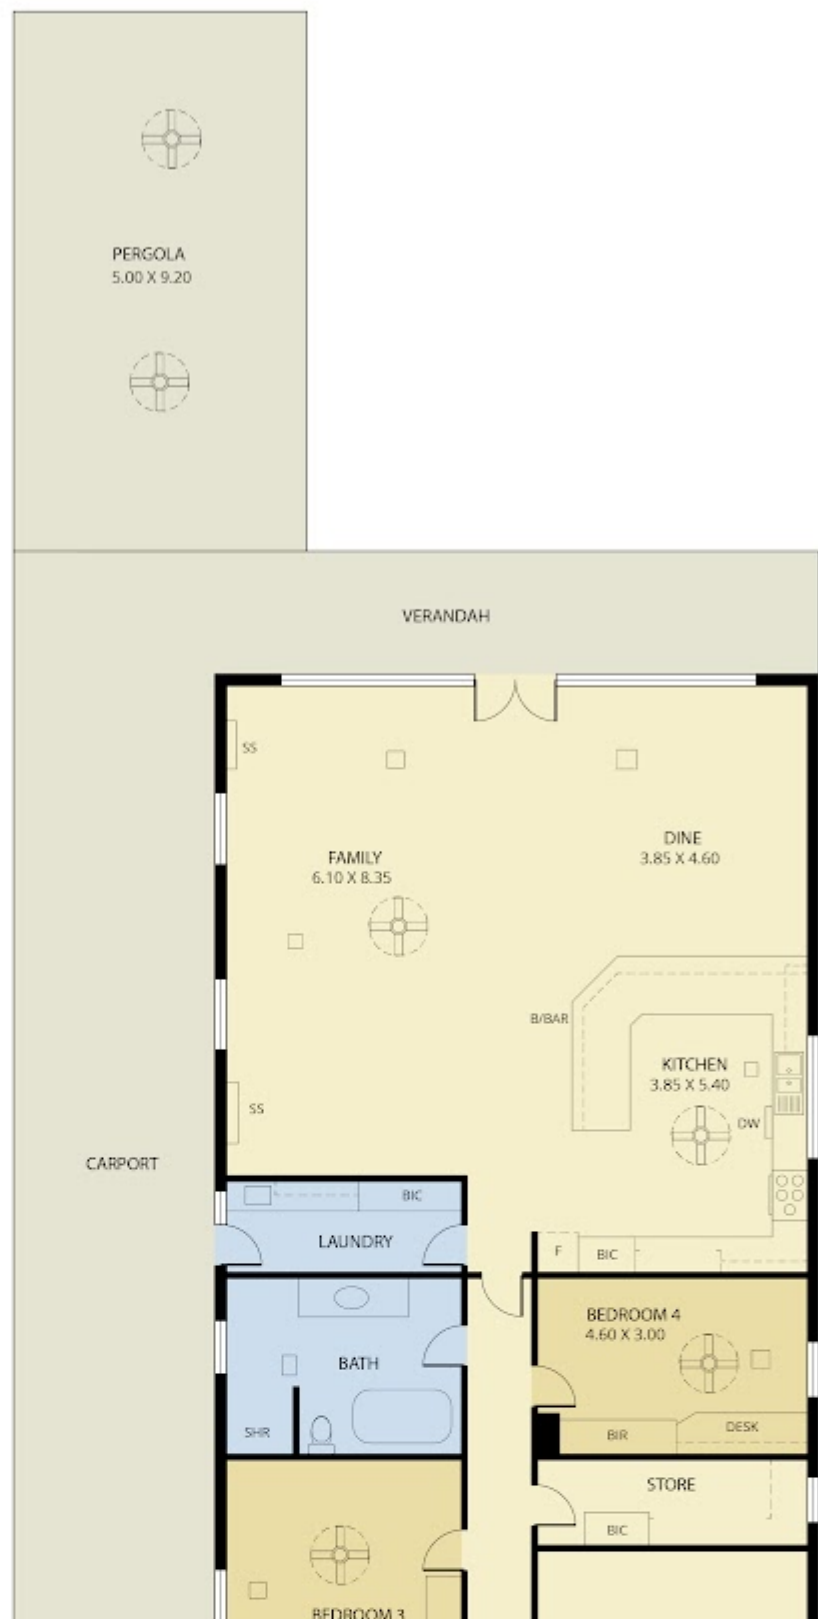 PERGOLA
5.00 X 9.20
VERANDAH
SS
FAMILY
6.10 X 8.35
DINE
3.85 X 4.60
B/BAR
KITCHEN
3.85 X 5.40
SS
DW
CARPORT
BIC
LAUNDRY
F
BIC
BEDROOM 4
4.60 X 3.00
BATH
SHR
BIR
DESK
STORE
BIC
BEDROOM 3